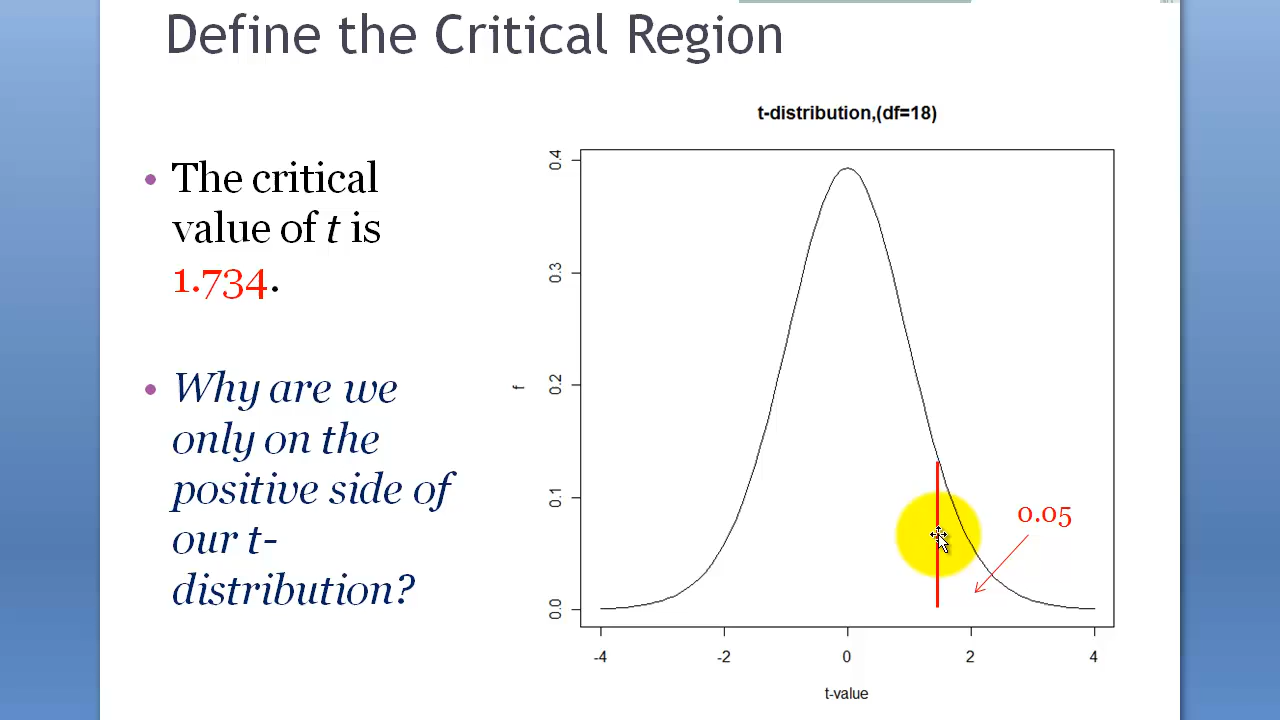 Define the Critical Region
• The critical
value of t is
1.734.
• Why are we
only on the
positive side of
our t-
distribution?
t-distribution,(df=18)
f
0.4
0.3
0.2
0.1
0.0
0.05
-4 -2 0 2 4
t-value